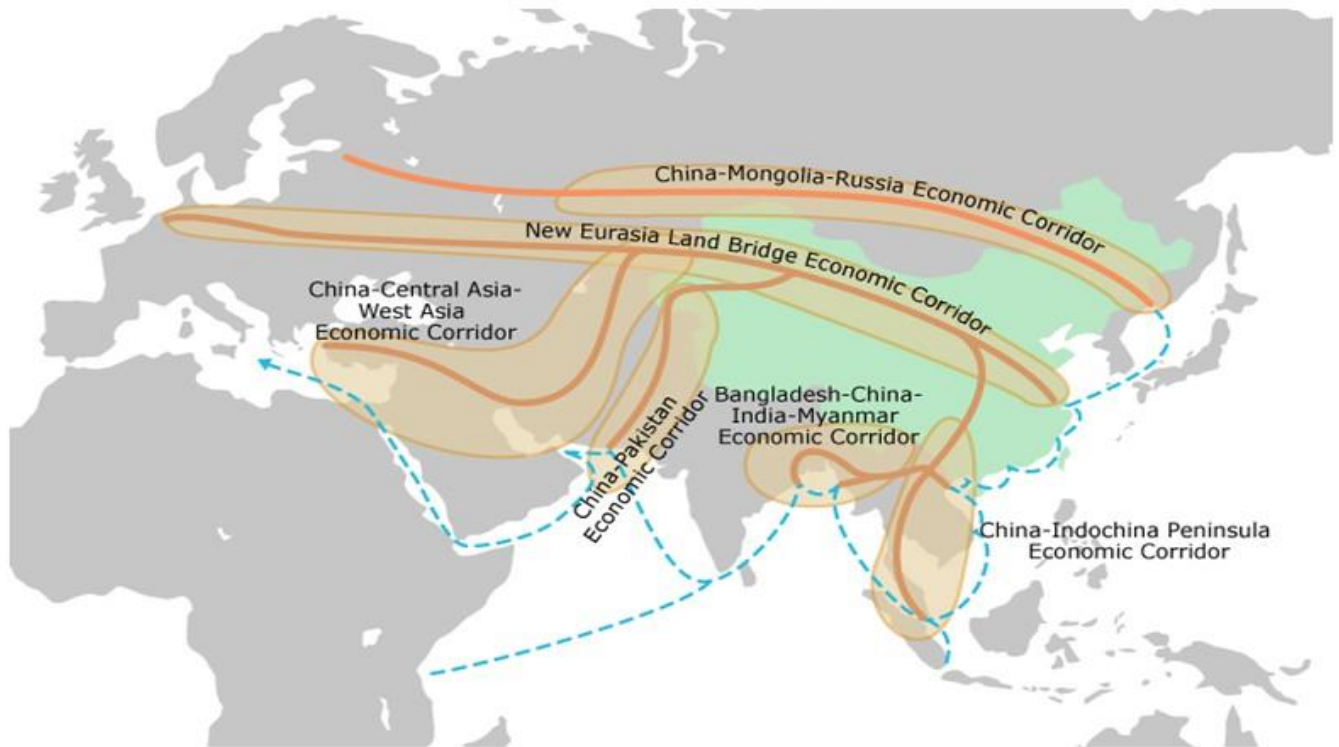 China-Mongolia-Russia Economic Corridor
New Eurasia Land Bridge Economic Corridor
China-Central Asia-
West Asia
Economic Corridor
China-Pakistan
Economic Corridor
Bangladesh-China-
India-Myanmar
Economic Corridor
China-Indochina Peninsula
Economic Corridor